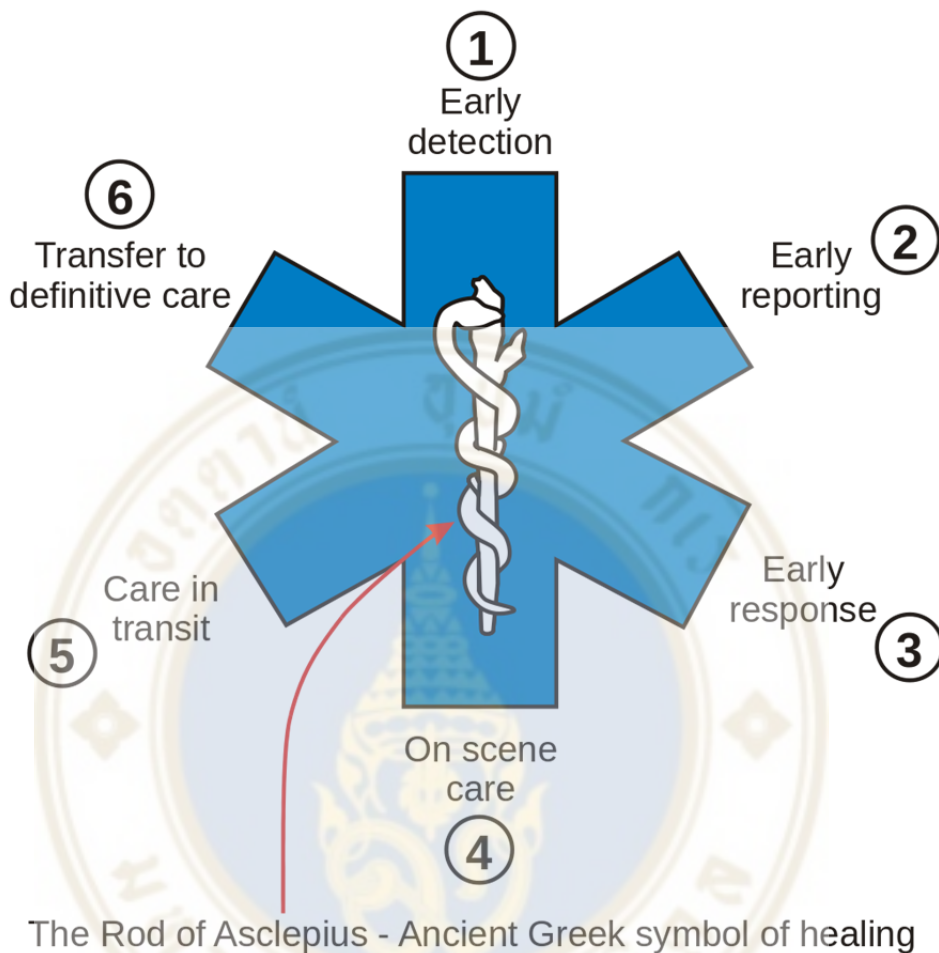 1
Early
detection
6
Transfer to
definitive care
2
Early
reporting
Early
response
3
Care in
transit
5
On scene
care
4
The Rod of Asclepius - Ancient Greek symbol of healing